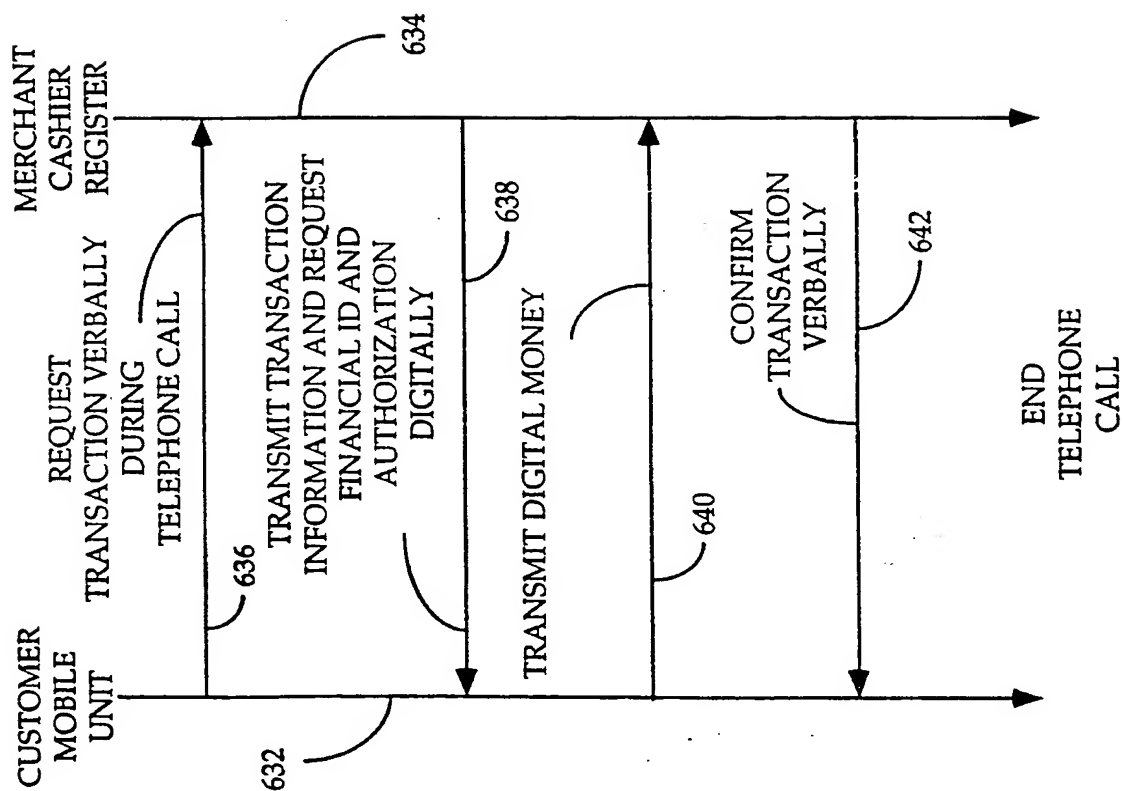 CUSTOMER
MOBILE
UNIT
REQUEST
TRANSACTION VERBALLY
DURING
TELEPHONE CALL
MERCHANT
CASHIER
REGISTER
636
634
632
TRANSMIT TRANSACTION
INFORMATION AND REQUEST
FINANCIAL ID AND
AUTHORIZATION
DIGITALLY
638
TRANSMIT DIGITAL MONEY
640
CONFIRM
TRANSACTION
VERBALLY
642
END
TELEPHONE
CALL